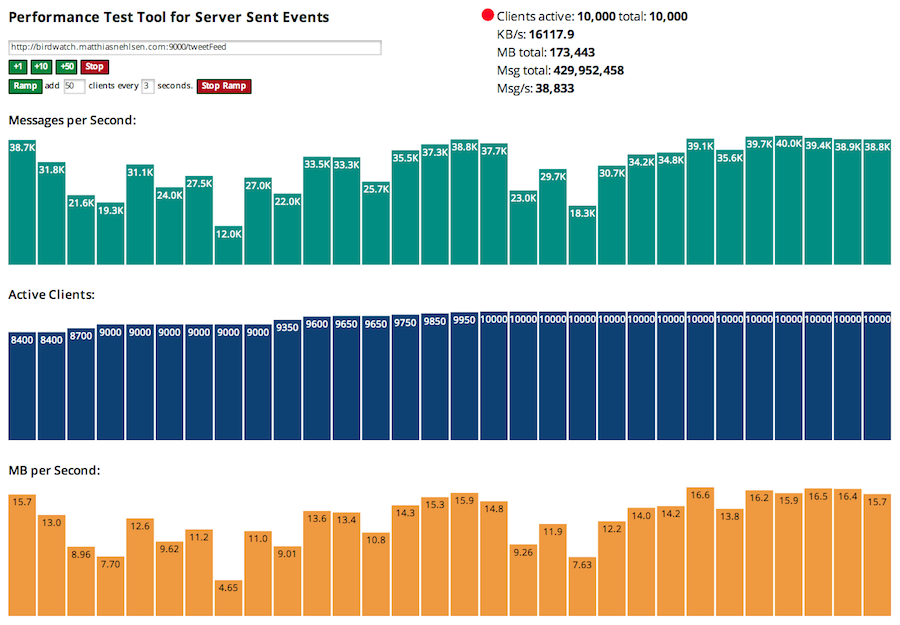 Performance Test Tool for Server Sent Events
http://birdwatch.matthiasnehlsen.com:9000/tweetFeed
+1 +10 +50 Stop
Ramp add 50 clients every 3 seconds. Stop Ramp
Clients active: 10,000 total: 10,000
KB/s: 16117.9
MB total: 173,443
Msg total: 429,952,458
Msg/s: 38,833
Messages per Second:
38.7K 31.8K 21.6K 19.3K 31.1K 24.0K 27.5K 12.0K 27.0K 22.0K 33.5K 33.3K 25.7K 35.5K 37.3K 38.8K 37.7K 23.0K 29.7K 18.3K 30.7K 34.2K 34.8K 39.1K 35.6K 39.7K 40.0K 39.4K 38.9K 38.8K
Active Clients:
8400 8400 8700 9000 9000 9000 9000 9000 9000 9350 9600 9650 9650 9750 9850 9950 10000 10000 10000 10000 10000 10000 10000 10000 10000 10000 10000 10000 10000 10000
MB per Second:
15.7 13.0 8.96 7.70 12.6 9.62 11.2 4.65 11.0 9.01 13.6 13.4 10.8 14.3 15.3 15.9 14.8 9.26 11.9 7.63 12.2 14.0 14.2 16.6 13.8 16.2 15.9 16.5 16.4 15.7